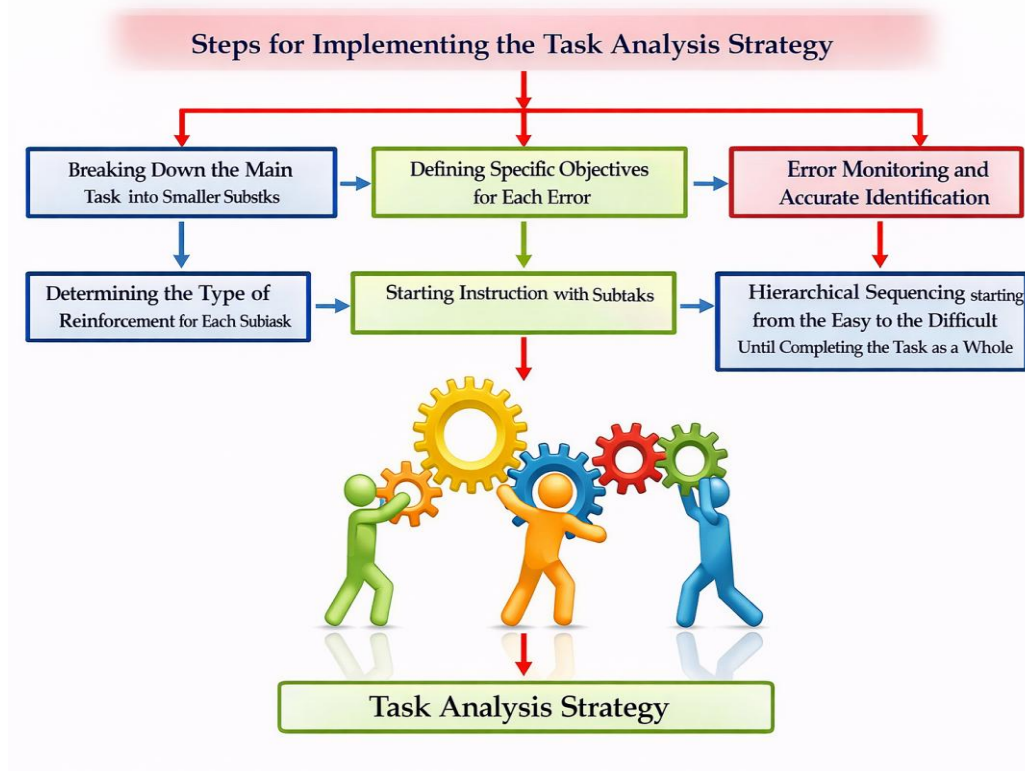 Steps for Implementing the Task Analysis Strategy
Breaking Down the Main
Task into Smaller Substks
Defining Specific Objectives
for Each Error
Error Monitoring and
Accurate Identification
Determining the Type of
Reinforcement for Each Subiask
Starting Instruction with Subtaks
Hierarchical Sequencing starting
from the Easy to the Difficult
Until Completing the Task as a Whole
Task Analysis Strategy